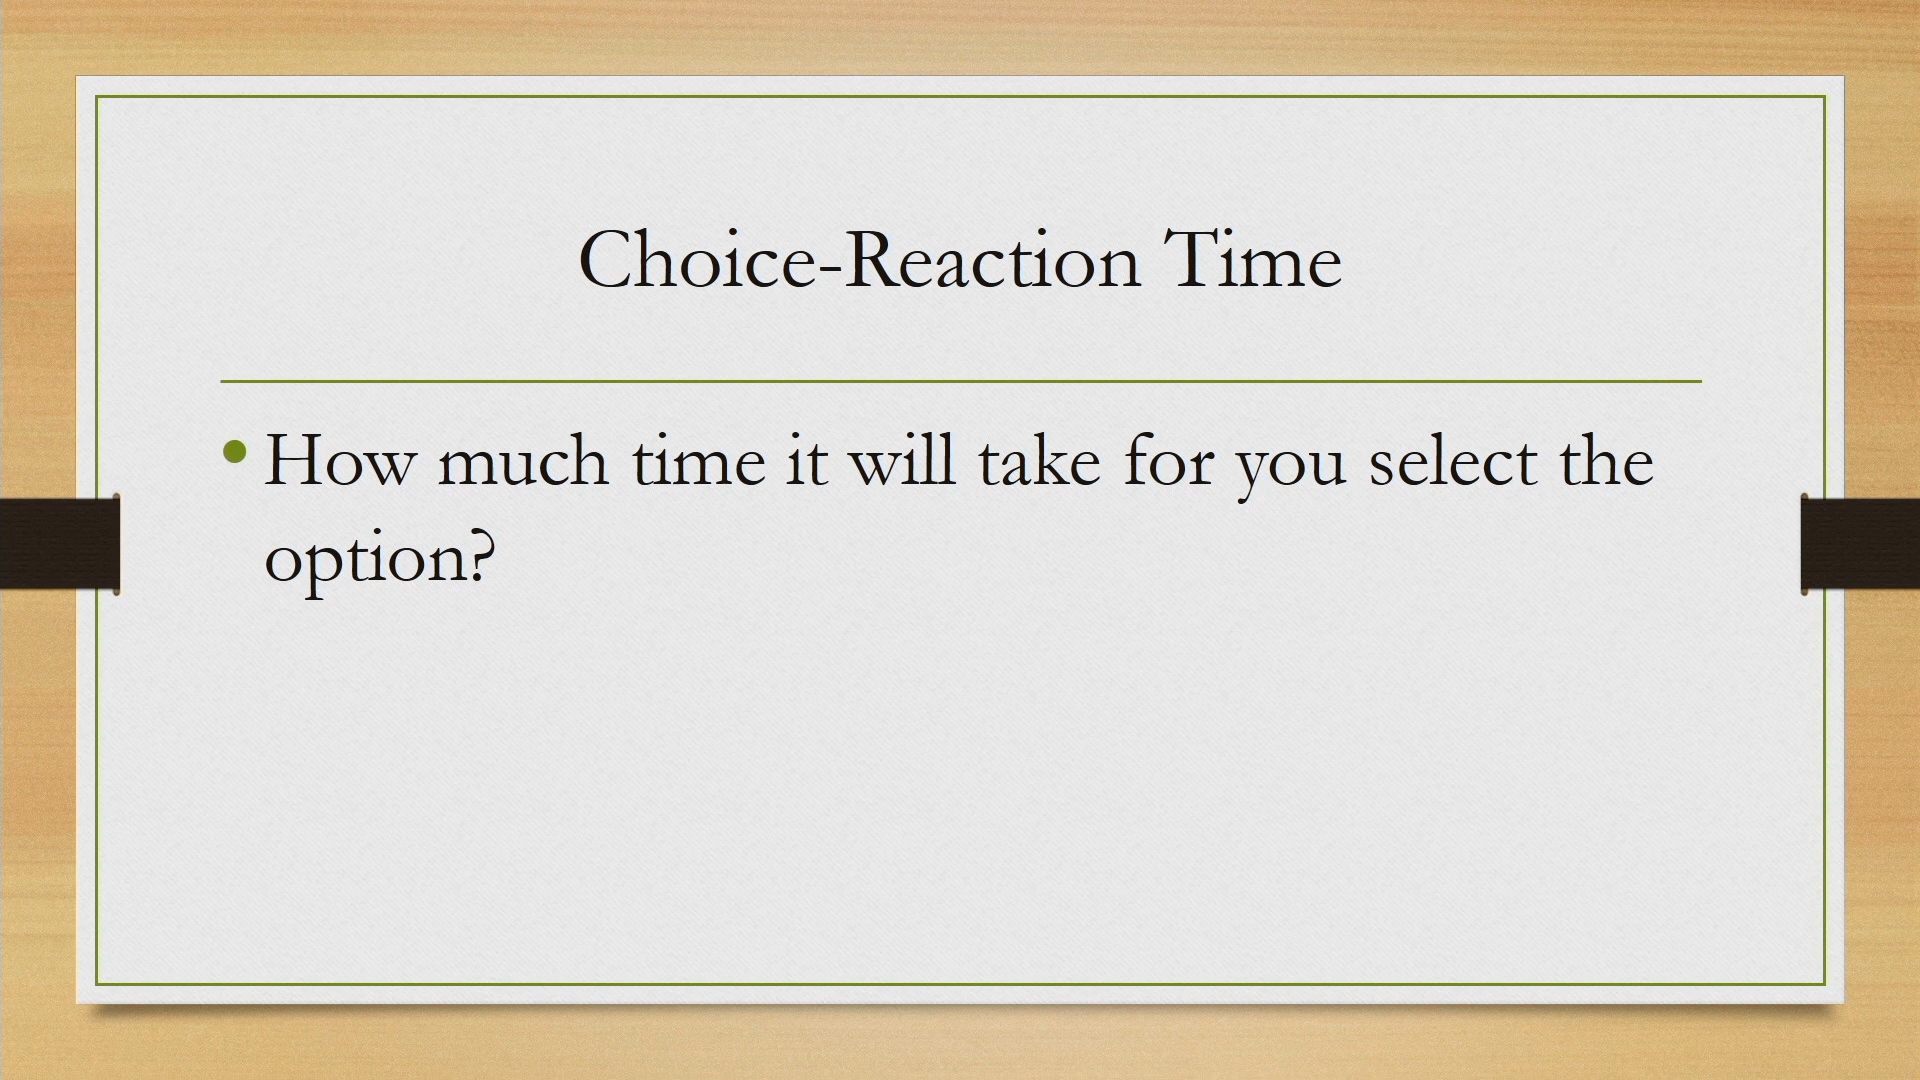 Choice-Reaction Time
• How much time it will take for you select the
option?